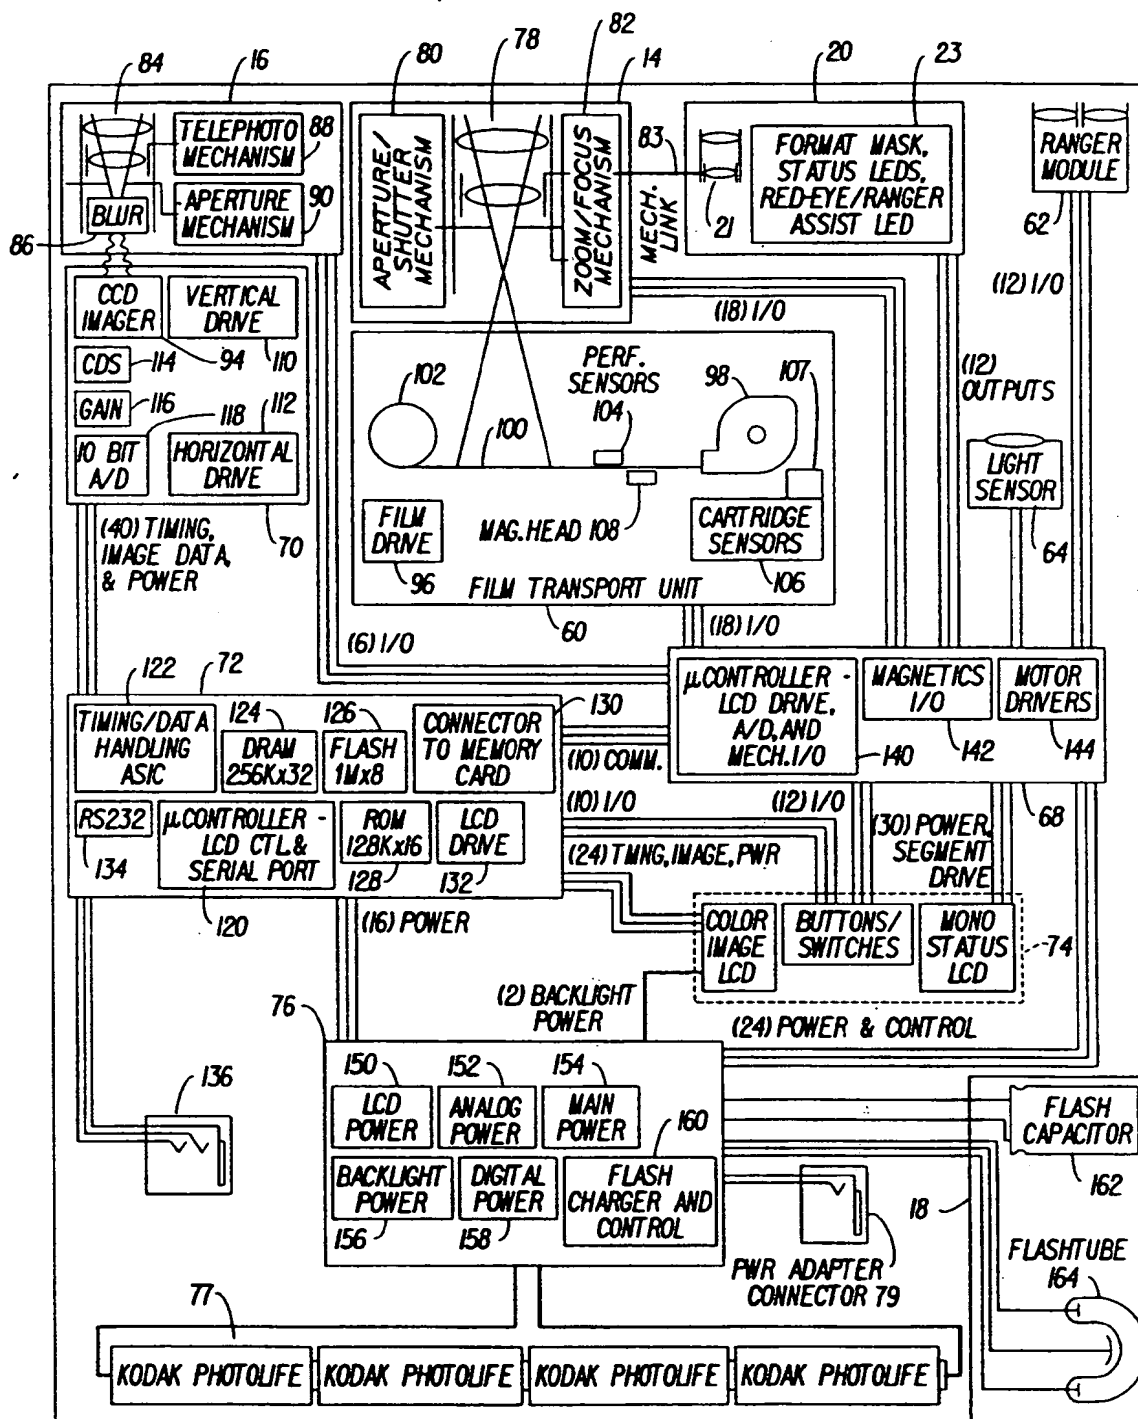 82
78
80
84
16
14
20
23
TELEPHOTO
MECHANISM
88
APERTURE
MECHANISM
90
BLUR
86
APERTURE/
SHUTTER
MECHANISM
ZOOM/FOCUS
MECHANISM
83
MECH.
LINK
21
FORMAT MASK,
STATUS LEDS,
RED-EYE/RANGER
ASSIST LED
RANGER
MODULE
62
CCD
IMAGER
VERTICAL
DRIVE
94
110
CDS
114
GAIN
116
118
112
10 BIT
A/D
HORIZONTAL
DRIVE
70
(40) TIMING,
IMAGE DATA,
& POWER
(18) I/O
(12) I/O
(12)
OUTPUTS
102
PERF.
SENSORS
104
98
107
100
FILM
DRIVE
96
MAG. HEAD 108
CARTRIDGE
SENSORS
106
FILM TRANSPORT UNIT
60
LIGHT
SENSOR
64
(6) I/O
(18) I/O
122
72
TIMING/DATA
HANDLING
ASIC
124
DRAM
256Kx32
126
FLASH
1Mx8
CONNECTOR
TO MEMORY
CARD
130
RS232
134
μCONTROLLER -
LCD CTL &
SERIAL PORT
120
ROM
128Kx16
128
LCD
DRIVE
132
μCONTROLLER -
LCD DRIVE,
A/D, AND
MECH. I/O
140
MAGNETICS
I/O
142
MOTOR
DRIVERS
144
68
(10) COMM.
(10) I/O
(12) I/O
(24) TMNG, IMAGE, PWR
(30) POWER,
SEGMENT
DRIVE
(16) POWER
COLOR
IMAGE
LCD
BUTTONS/
SWITCHES
MONO
STATUS
LCD
74
(2) BACKLIGHT
POWER
(24) POWER & CONTROL
76
136
150
LCD
POWER
152
ANALOG
POWER
154
MAIN
POWER
160
BACKLIGHT
POWER
156
DIGITAL
POWER
158
FLASH
CHARGER AND
CONTROL
FLASH
CAPACITOR
162
18
PWR ADAPTER
CONNECTOR 79
FLASHTUBE
164
77
KODAK PHOTOLIFE
KODAK PHOTOLIFE
KODAK PHOTOLIFE
KODAK PHOTOLIFE